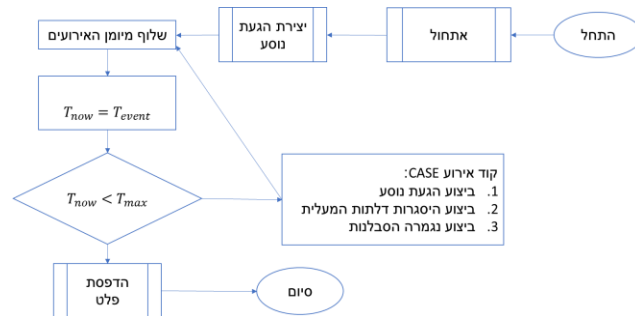 התחל
אתחול
יצירת הגעת
נוסע
שלוף מיומן האירועים
T_now = T_event
T_now < T_max
קוד אירוע CASE:
1. ביצוע הגעת נוסע
2. ביצוע היסגרות דלתות המעלית
3. ביצוע נגמרה הסבלנות
הדפסת
פלט
סיום